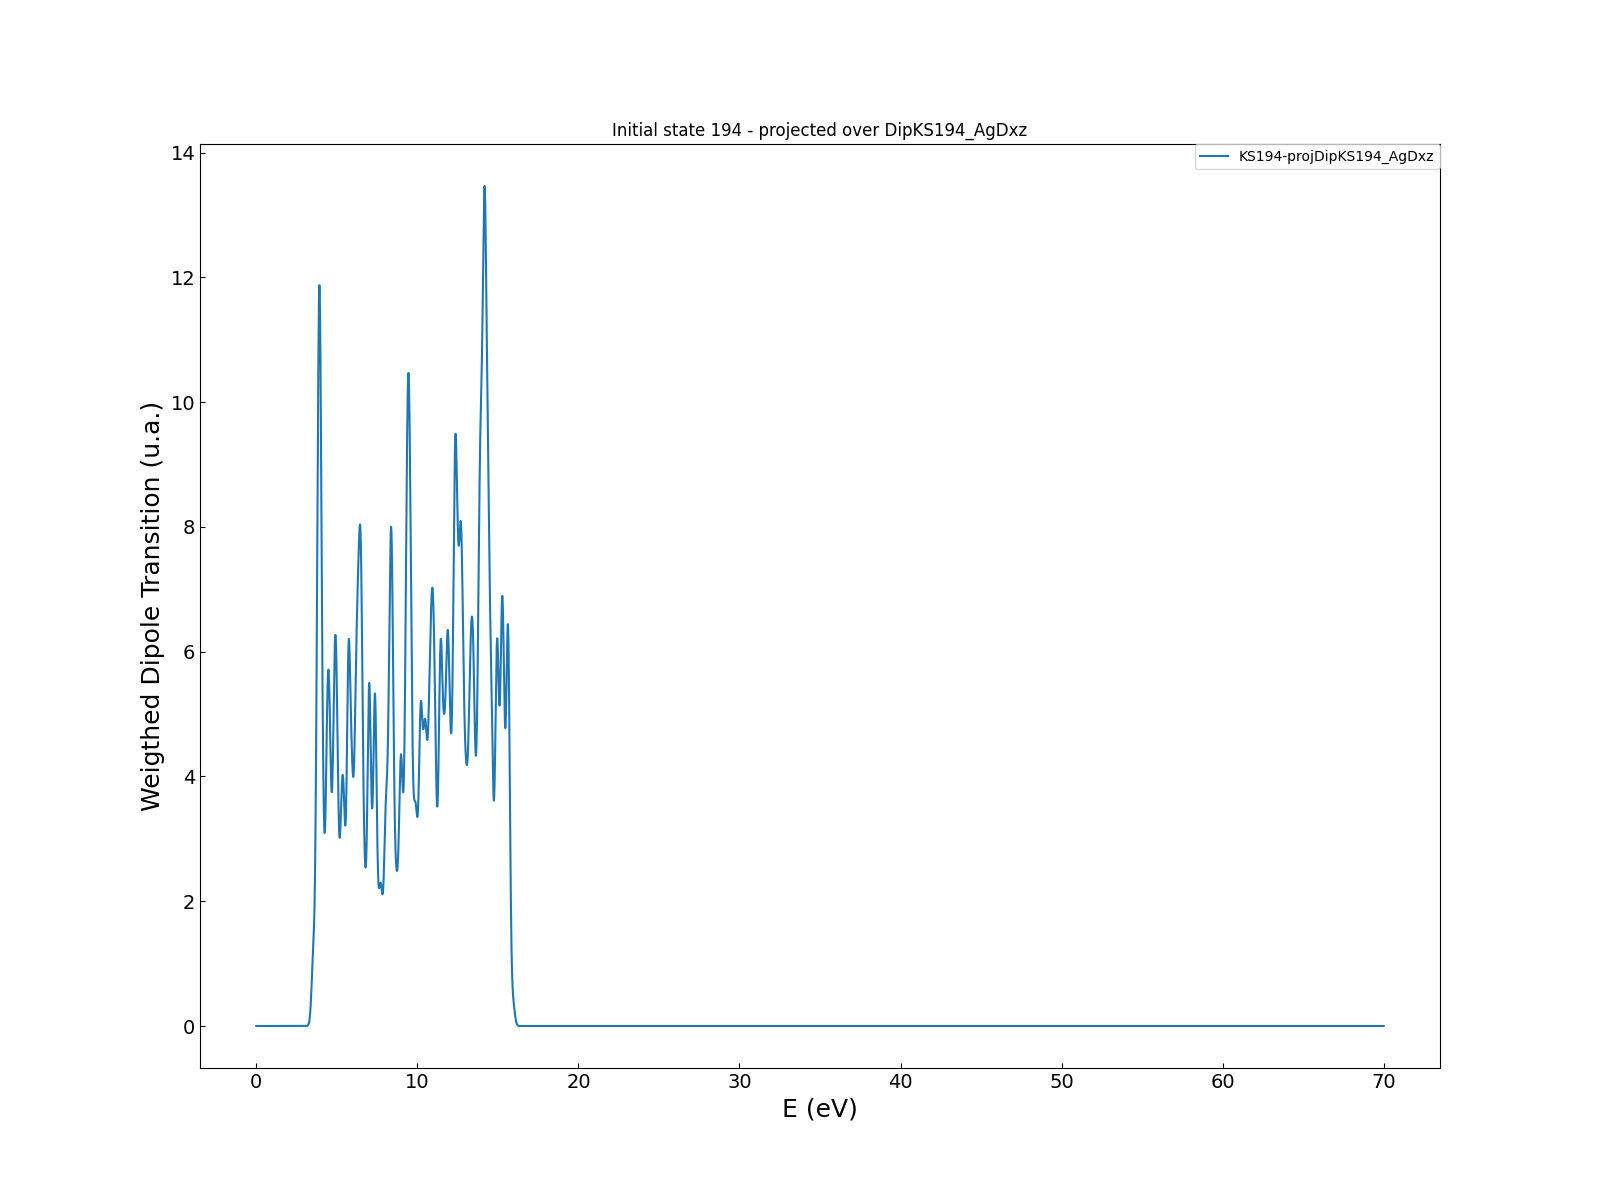 Initial state 194 - projected over DipKS194_AgDxz
KS194-projDipKS194_AgDxz
Weigthed Dipole Transition (u.a.)
14
12
10
8
6
4
2
0
0 10 20 30 40 50 60 70
E (eV)